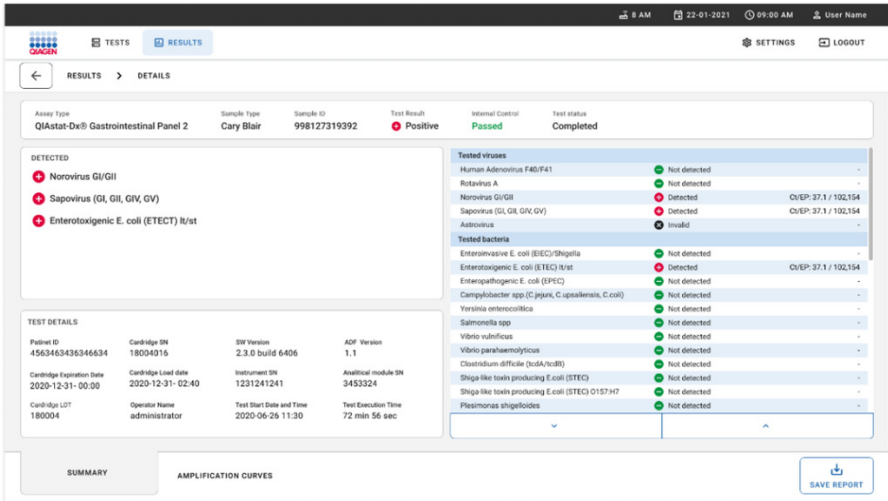 8 AM 22-01-2021 09:00 AM User Name
QIAGEN TESTS RESULTS SETTINGS LOGOUT
RESULTS > DETAILS
Assay Type Sample Type Sample ID Test Result Internal Control Test status
QIAstat-Dx® Gastrointestinal Panel 2 Cary Blair 998127319392 Positive Passed Completed
DETECTED
Norovirus GI/GII
Sapovirus (GI, GII, GIV, GV)
Enterotoxigenic E. coli (ETECT) lt/st
TEST DETAILS
Patinet ID Cardridge SN SW Version ADF Version
4563463436346634 18004016 2.3.0 build 6406 1.1
Cardridge Expiration Date Cardridge Load date Instrument SN Analitical module SN
2020-12-31- 00:00 2020-12-31- 02:40 1231241241 3453324
Cardridge LOT Operator Name Test Start Date and Time Test Execution Time
180004 administrator 2020-06-26 11:30 72 min 56 sec
Tested viruses
Human Adenovirus F40/F41 Not detected -
Rotavirus A Not detected -
Norovirus GI/GII Detected Ct/EP: 37.1 / 102,154
Sapovirus (GI, GII, GIV, GV) Detected Ct/EP: 37.1 / 102,154
Astrovirus Invalid -
Tested bacteria
Enteroinvasive E. coli (EIEC)/Shigella Not detected -
Enterotoxigenic E. coli (ETEC) lt/st Detected Ct/EP: 37.1 / 102,154
Enteropathogenic E. coli (EPEC) Not detected -
Campylobacter spp.(C.jejuni, C.upsaliensis, C.coli) Not detected -
Yersinia enterocolitica Not detected -
Salmonella spp Not detected -
Vibrio vulnificus Not detected -
Vibrio parahaemolyticus Not detected -
Clostridium difficile (tcdA/tcdB) Not detected -
Shiga-like toxin producing E.coli (STEC) Not detected -
Shiga-like toxin producing E.coli (STEC) O157:H7 Not detected -
Plesimonas shigelloides Not detected -
SUMMARY AMPLIFICATION CURVES SAVE REPORT